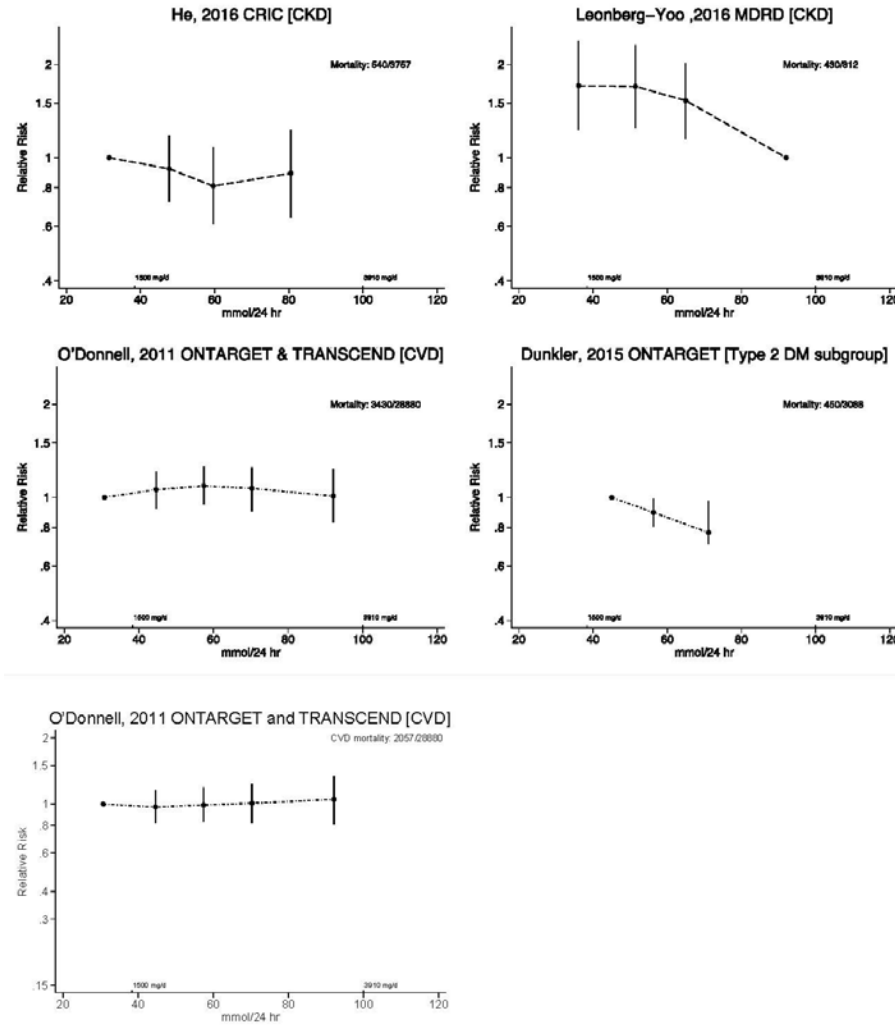 He, 2016 CRIC [CKD]
Mortality: 540/3757
Relative Risk
2
1.5
1
.8
.6
.4
1500 mg/d
3910 mg/d
20 40 60 80 100 120
mmol/24 hr
Leonberg-Yoo ,2016 MDRD [CKD]
Mortality: 430/812
Relative Risk
2
1.5
1
.8
.6
.4
1500 mg/d
3910 mg/d
20 40 60 80 100 120
mmol/24 hr
O'Donnell, 2011 ONTARGET & TRANSCEND [CVD]
Mortality: 3430/28880
Relative Risk
2
1.5
1
.8
.6
.4
1500 mg/d
3910 mg/d
20 40 60 80 100 120
mmol/24 hr
Dunkler, 2015 ONTARGET [Type 2 DM subgroup]
Mortality: 450/3088
Relative Risk
2
1.5
1
.8
.6
.4
1500 mg/d
3910 mg/d
20 40 60 80 100 120
mmol/24 hr
O'Donnell, 2011 ONTARGET and TRANSCEND [CVD]
CVD mortality: 2057/28880
Relative Risk
2
1.5
1
.8
.6
.4
.3
.15
1500 mg/d
3910 mg/d
20 40 60 80 100 120
mmol/24 hr